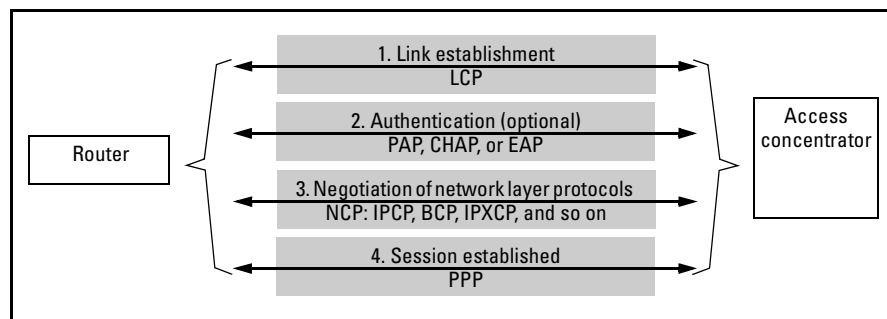 1. Link establishment
LCP
2. Authentication (optional)
PAP, CHAP, or EAP
Router
Access
concentrator
3. Negotiation of network layer protocols
NCP: IPCP, BCP, IPXCP, and so on
4. Session established
PPP